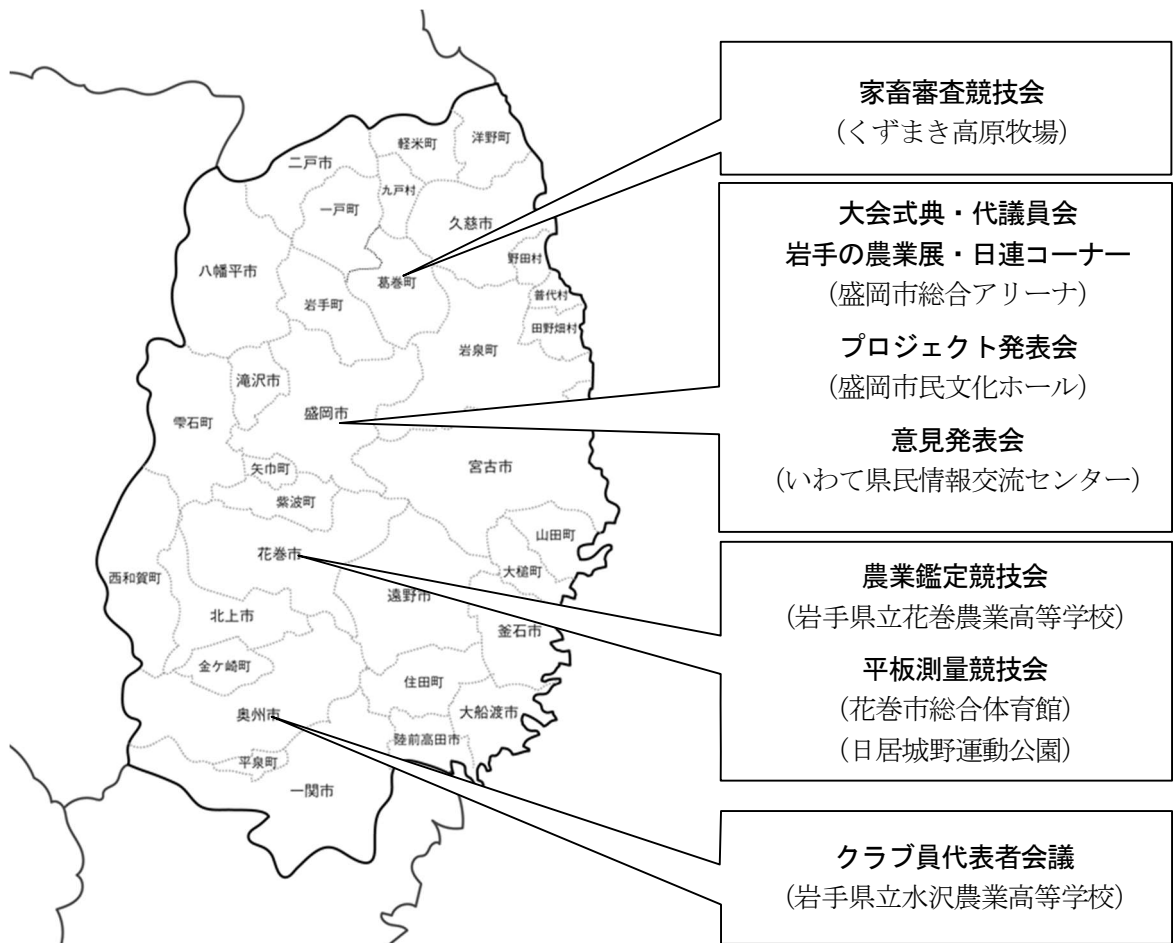 家畜審査競技会
(くずまき高原牧場)
大会式典・代議員会
岩手の農業展・日連コーナー
(盛岡市総合アリーナ)
プロジェクト発表会
(盛岡市民文化ホール)
意見発表会
(いわて県民情報交流センター)
農業鑑定競技会
(岩手県立花巻農業高等学校)
平板測量競技会
(花巻市総合体育館)
(日居城野運動公園)
クラブ員代表者会議
(岩手県立水沢農業高等学校)
洋野町
軽米町
二戸市
九戸村
一戸町
久慈市
野田村
八幡平市
葛巻町
普代村
岩手町
田野畑村
岩泉町
滝沢市
盛岡市
雫石町
宮古市
矢巾町
紫波町
山田町
花巻市
大槌町
西和賀町
遠野市
北上市
釜石市
金ケ崎町
住田町
大船渡市
奥州市
陸前高田市
平泉町
一関市